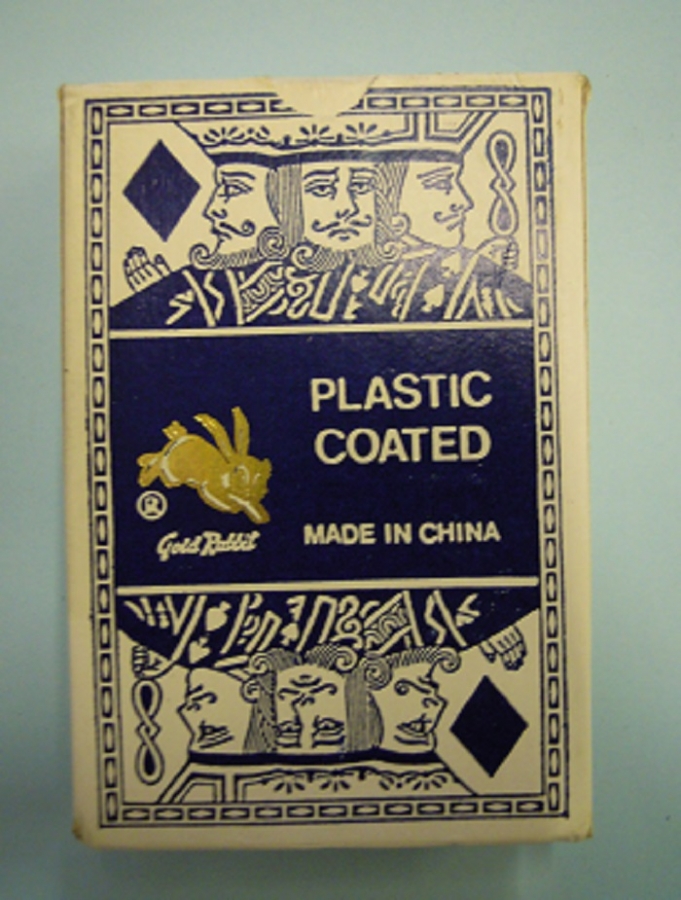 PLASTIC
COATED
®
Gold Rabbit
MADE IN CHINA